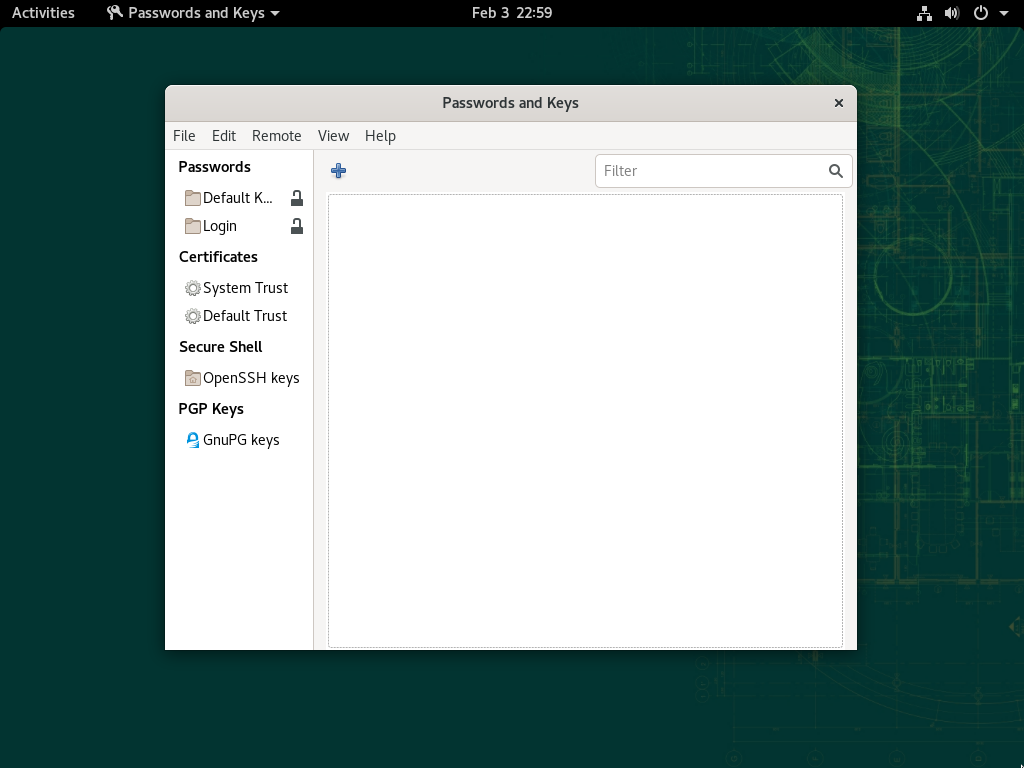 Activities Passwords and Keys Feb 3 22:59
Passwords and Keys
File Edit Remote View Help
Passwords
Filter
Default K...
Login
Certificates
System Trust
Default Trust
Secure Shell
OpenSSH keys
PGP Keys
GnuPG keys